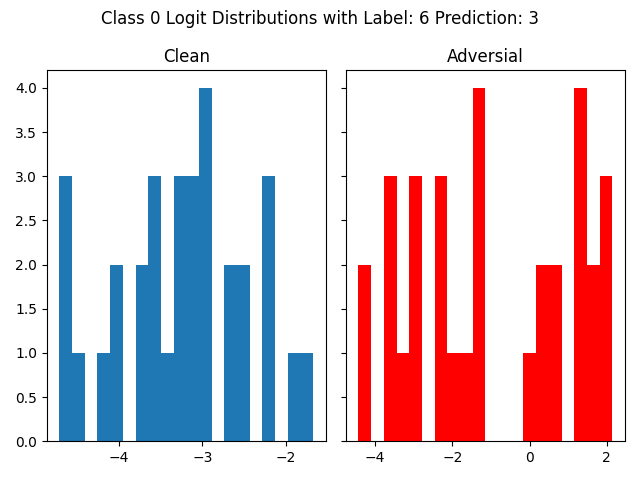 Class 0 Logit Distributions with Label: 6 Prediction: 3
Clean
Adversial
4.0
3.5
3.0
2.5
2.0
1.5
1.0
0.5
0.0
−4 −3 −2
−4 −2 0 2